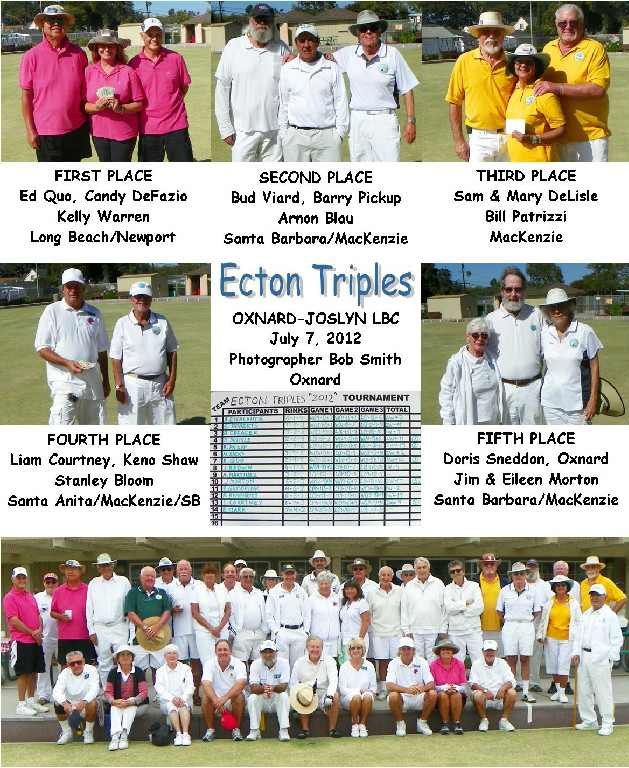 FIRST PLACE
Ed Quo, Candy DeFazio
Kelly Warren
Long Beach/Newport
SECOND PLACE
Bud Viard, Barry Pickup
Arnon Blau
Santa Barbara/MacKenzie
THIRD PLACE
Sam & Mary DeLisle
Bill Patrizzi
MacKenzie
Ecton Triples
OXNARD-JOSLYN LBC
July 7, 2012
Photographer Bob Smith
Oxnard
TEAM ECTON TRIPLES "2012" TOURNAMENT
PARTICIPANTS RINKS GAME 1 GAME 2 GAME 3 TOTAL
FOURTH PLACE
Liam Courtney, Keno Shaw
Stanley Bloom
Santa Anita/MacKenzie/SB
FIFTH PLACE
Doris Sneddon, Oxnard
Jim & Eileen Morton
Santa Barbara/MacKenzie